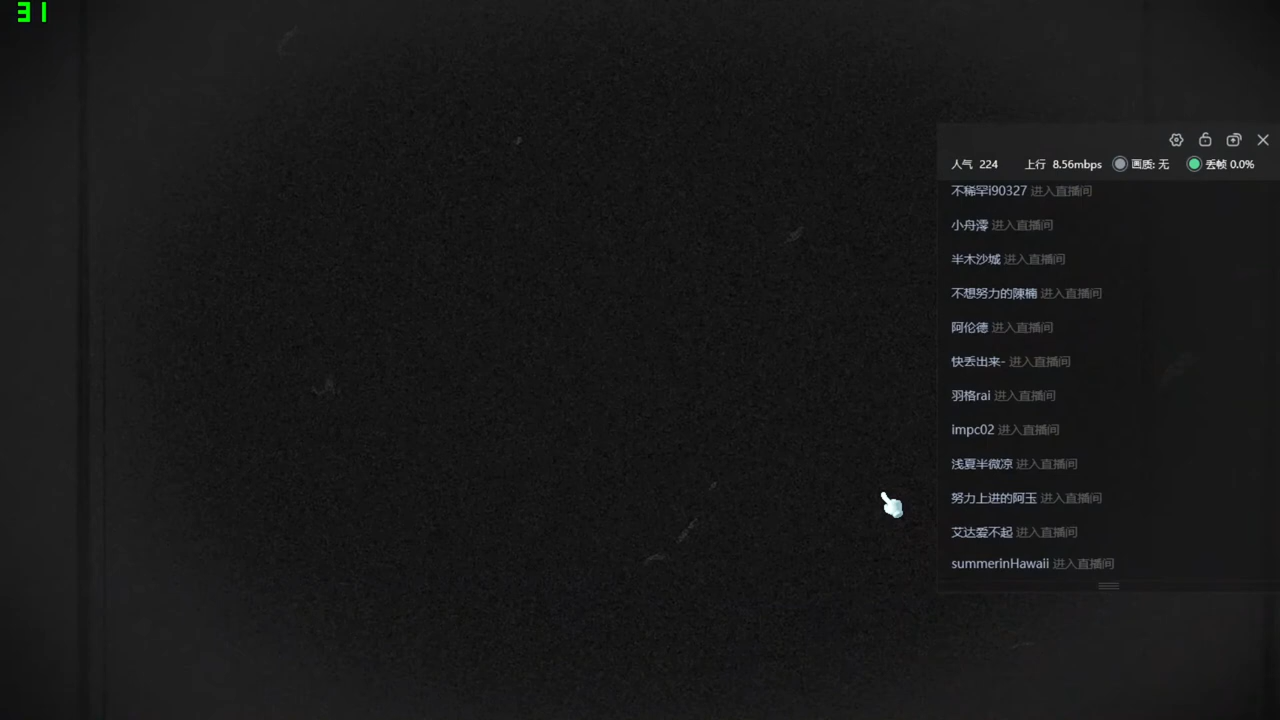 31
人气 224 上行 8.56mbps 画质: 无 丢帧 0.0%
不稀罕i90327 进入直播间
小舟澪 进入直播间
半木沙城 进入直播间
不想努力的陳楠 进入直播间
阿伦德 进入直播间
快丢出来- 进入直播间
羽格rai 进入直播间
impc02 进入直播间
浅夏半微凉 进入直播间
努力上进的阿玉 进入直播间
艾达爱不起 进入直播间
summerinHawaii 进入直播间